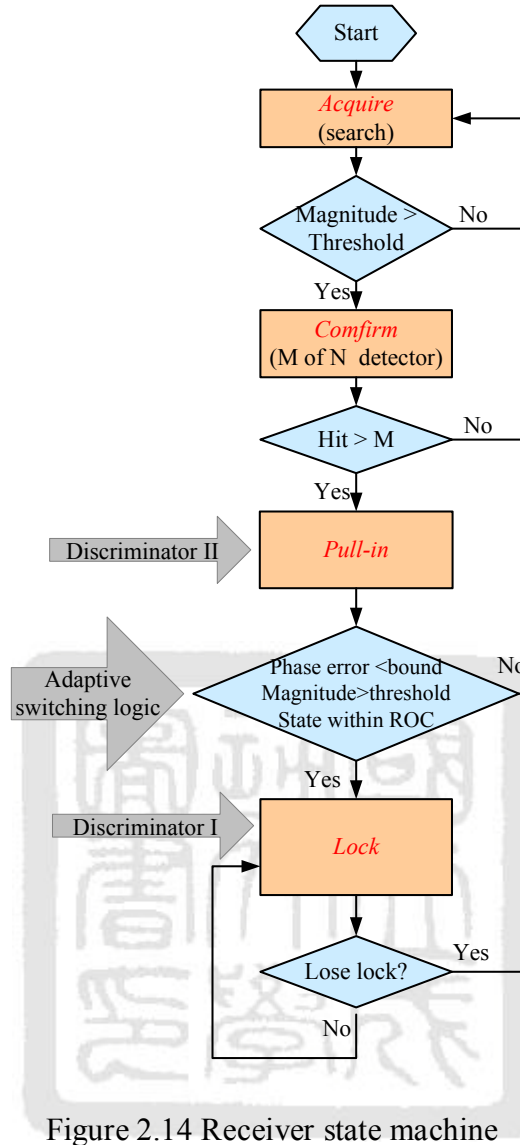 Start
Acquire
(search)
Magnitude >
Threshold
No
Yes
Comfirm
(M of N detector)
Hit > M
No
Yes
Discriminator II
Pull-in
Adaptive
switching logic
Phase error <bound
Magnitude>threshold
State within ROC
No
Yes
Discriminator I
Lock
Lose lock?
Yes
No
Figure 2.14 Receiver state machine